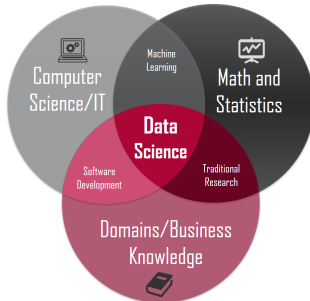 Machine
Learning
Computer
Science/IT
Math and
Statistics
Data
Science
Software
Development
Traditional
Research
Domains/Business
Knowledge